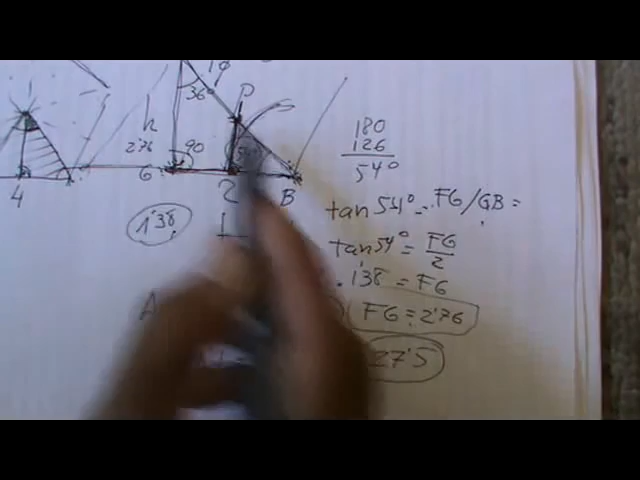 36°
P
S
h
2'76
90
54°
6
4
2
B
1'38
180
126
54°
tan 54° = FG/GB =
tan 54° = FG/2
. 138 = FG
FG = 2'76
27'5
A